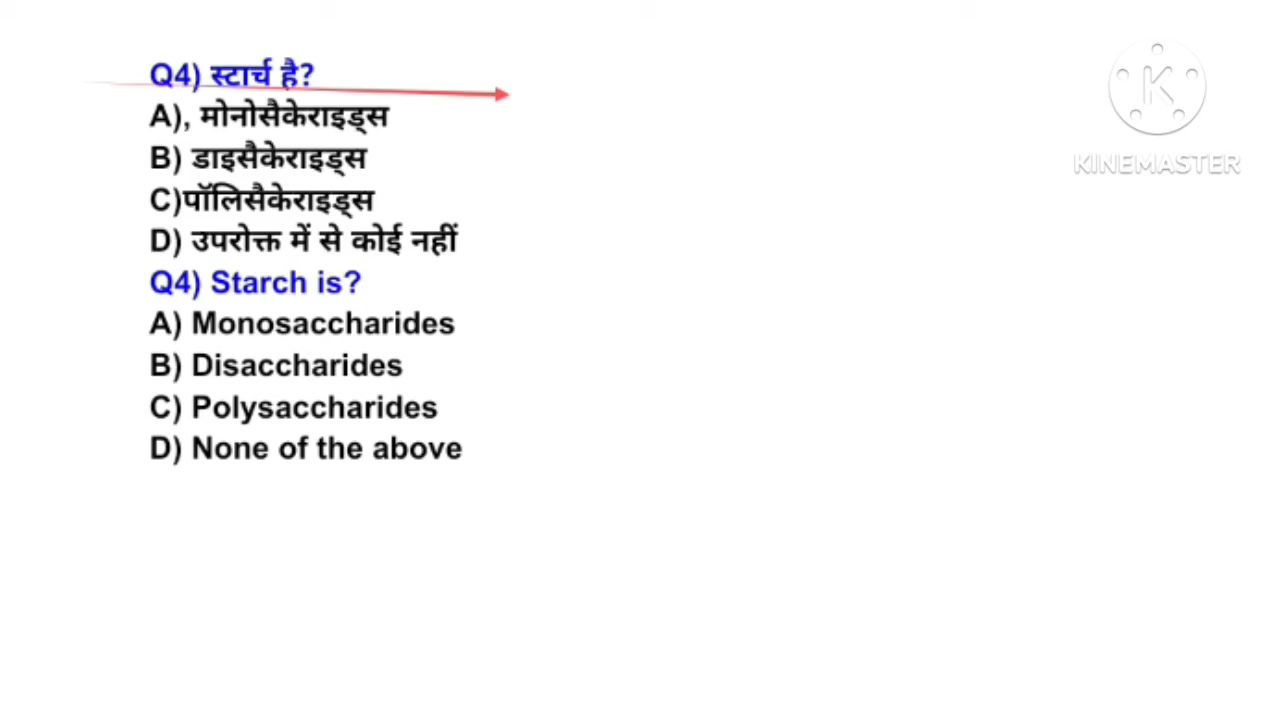 Q4) स्टार्च है?
A), मोनोसैकेराइड्स
B) डाइसैकेराइड्स
C)पॉलिसैकेराइड्स
D) उपरोक्त में से कोई नहीं
Q4) Starch is?
A) Monosaccharides
B) Disaccharides
C) Polysaccharides
D) None of the above
K
KINEMASTER